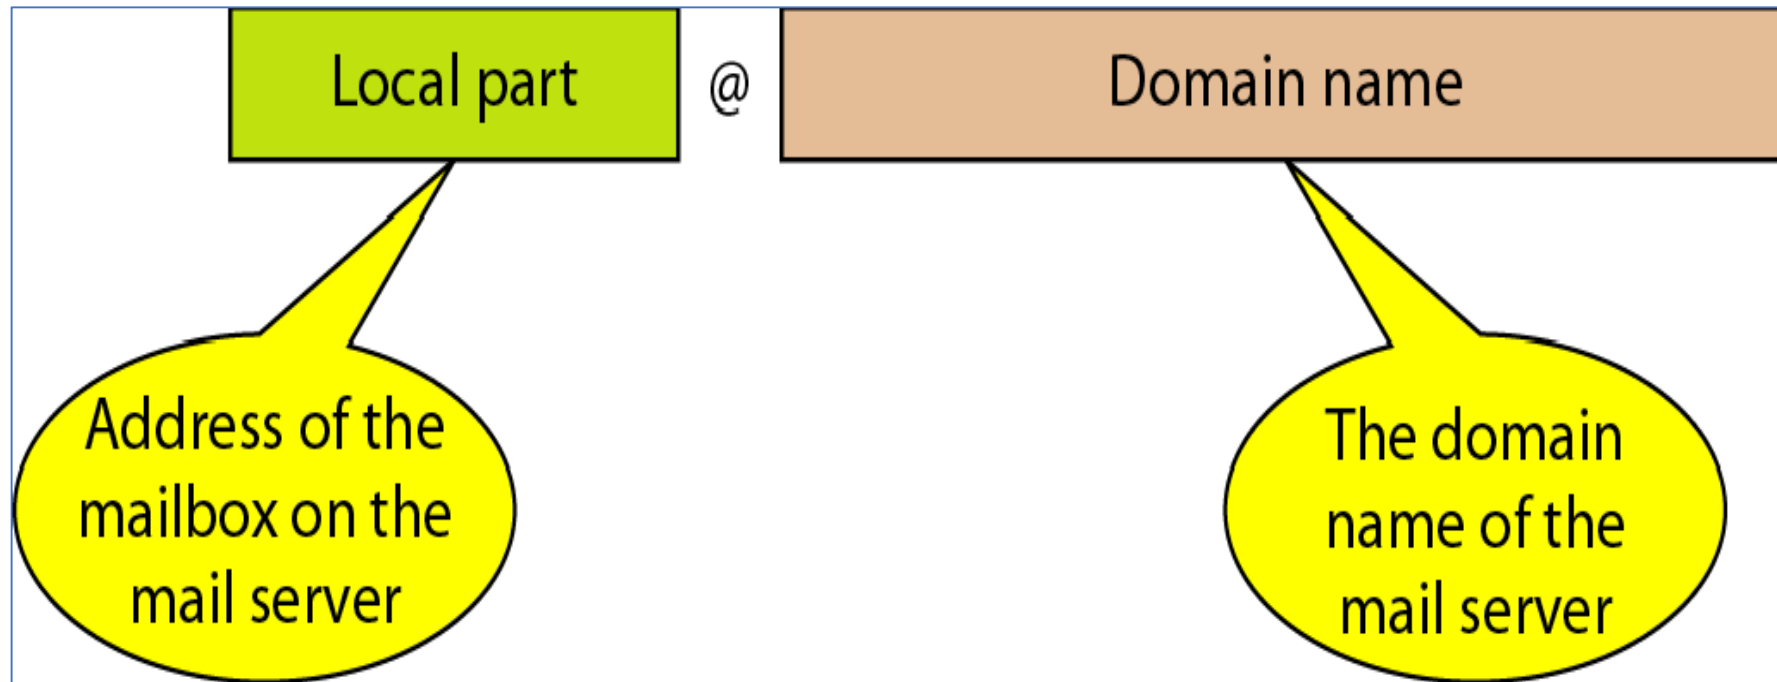 Local part @ Domain name
Address of the
mailbox on the
mail server
The domain
name of the
mail server